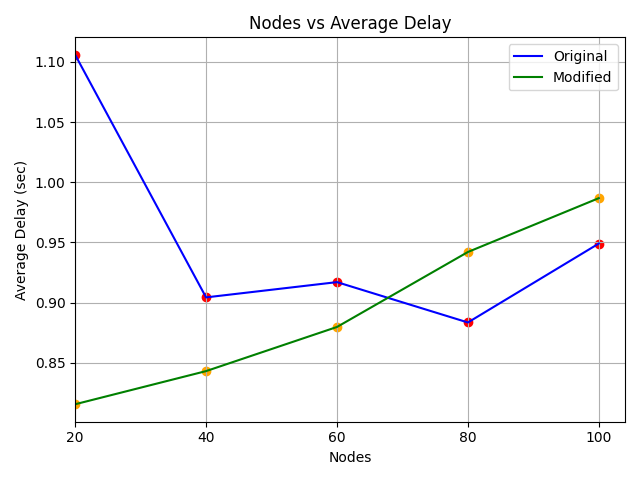 Nodes vs Average Delay
Original
Modified
Average Delay (sec)
1.10
1.05
1.00
0.95
0.90
0.85
20 40 60 80 100
Nodes